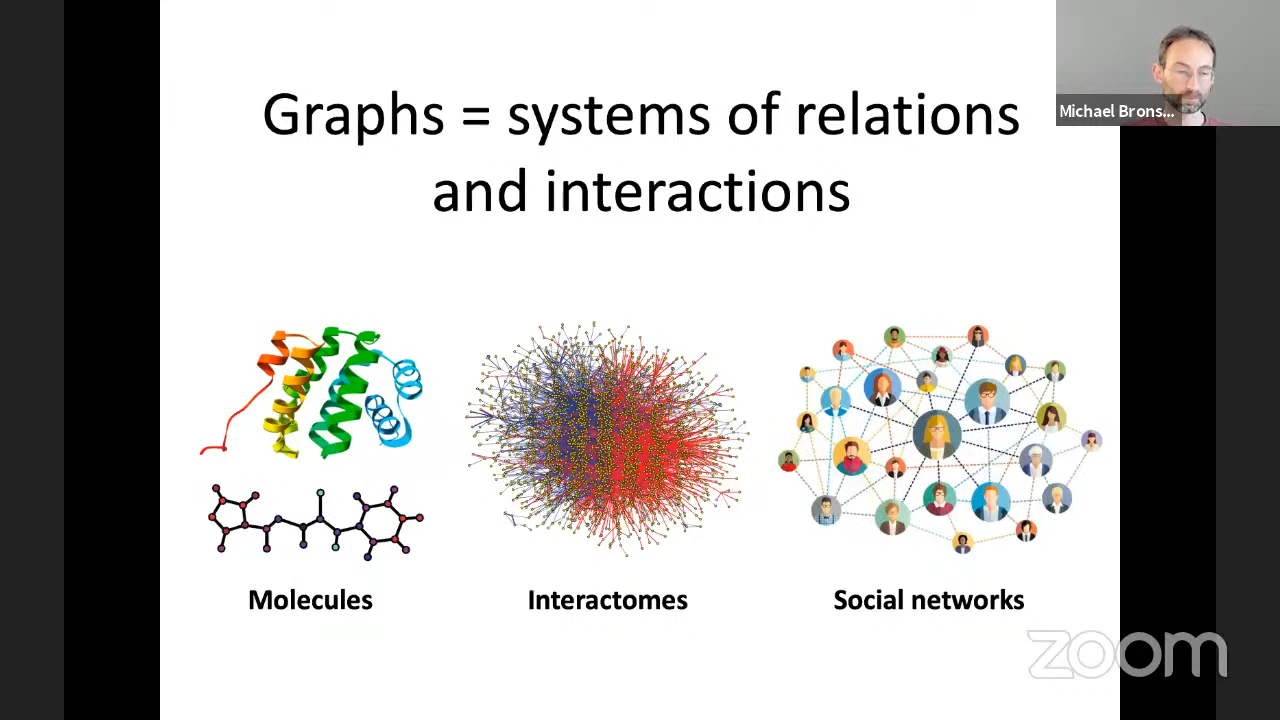 Graphs = systems of relations
and interactions
Michael Brons...
Molecules
Interactomes
Social networks
zoom